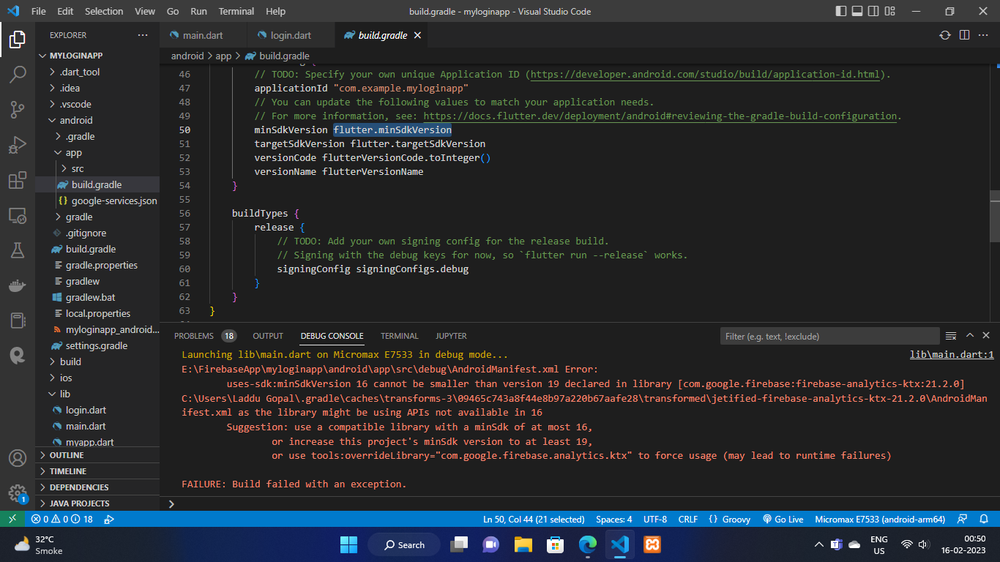 File Edit Selection View Go Run Terminal Help
build.gradle - myloginapp - Visual Studio Code
EXPLORER
MYLOGINAPP
.dart_tool
.idea
.vscode
android
.gradle
app
src
build.gradle
google-services.json
gradle
.gitignore
build.gradle
gradle.properties
gradlew
gradlew.bat
local.properties
myloginapp_android...
settings.gradle
build
ios
lib
login.dart
main.dart
myapp.dart
OUTLINE
TIMELINE
DEPENDENCIES
JAVA PROJECTS
main.dart login.dart build.gradle
android > app > build.gradle
46 // TODO: Specify your own unique Application ID (https://developer.android.com/studio/build/application-id.html).
47 applicationId "com.example.myloginapp"
48 // You can update the following values to match your application needs.
49 // For more information, see: https://docs.flutter.dev/deployment/android#reviewing-the-gradle-build-configuration.
50 minSdkVersion flutter.minSdkVersion
51 targetSdkVersion flutter.targetSdkVersion
52 versionCode flutterVersionCode.toInteger()
53 versionName flutterVersionName
54 }
55
56 buildTypes {
57 release {
58 // TODO: Add your own signing config for the release build.
59 // Signing with the debug keys for now, so `flutter run --release` works.
60 signingConfig signingConfigs.debug
61 }
62 }
63 }
PROBLEMS 18 OUTPUT DEBUG CONSOLE TERMINAL JUPYTER
Filter (e.g. text, !exclude)
Launching lib\main.dart on Micromax E7533 in debug mode...
lib\main.dart:1
E:\FirebaseApp\myloginapp\android\app\src\debug\AndroidManifest.xml Error:
uses-sdk:minSdkVersion 16 cannot be smaller than version 19 declared in library [com.google.firebase:firebase-analytics-ktx:21.2.0]
C:\Users\Laddu Gopal\.gradle\caches\transforms-3\09465c743a8f44e8b97a220b67aafe28\transformed\jetified-firebase-analytics-ktx-21.2.0\AndroidMan
ifest.xml as the library might be using APIs not available in 16
Suggestion: use a compatible library with a minSdk of at most 16,
or increase this project's minSdk version to at least 19,
or use tools:overrideLibrary="com.google.firebase.analytics.ktx" to force usage (may lead to runtime failures)
FAILURE: Build failed with an exception.
1
0 0 18
Ln 50, Col 44 (21 selected) Spaces: 4 UTF-8 CRLF {} Groovy Go Live Micromax E7533 (android-arm64)
32°C
Smoke
Search
ENG
US
00:50
16-02-2023